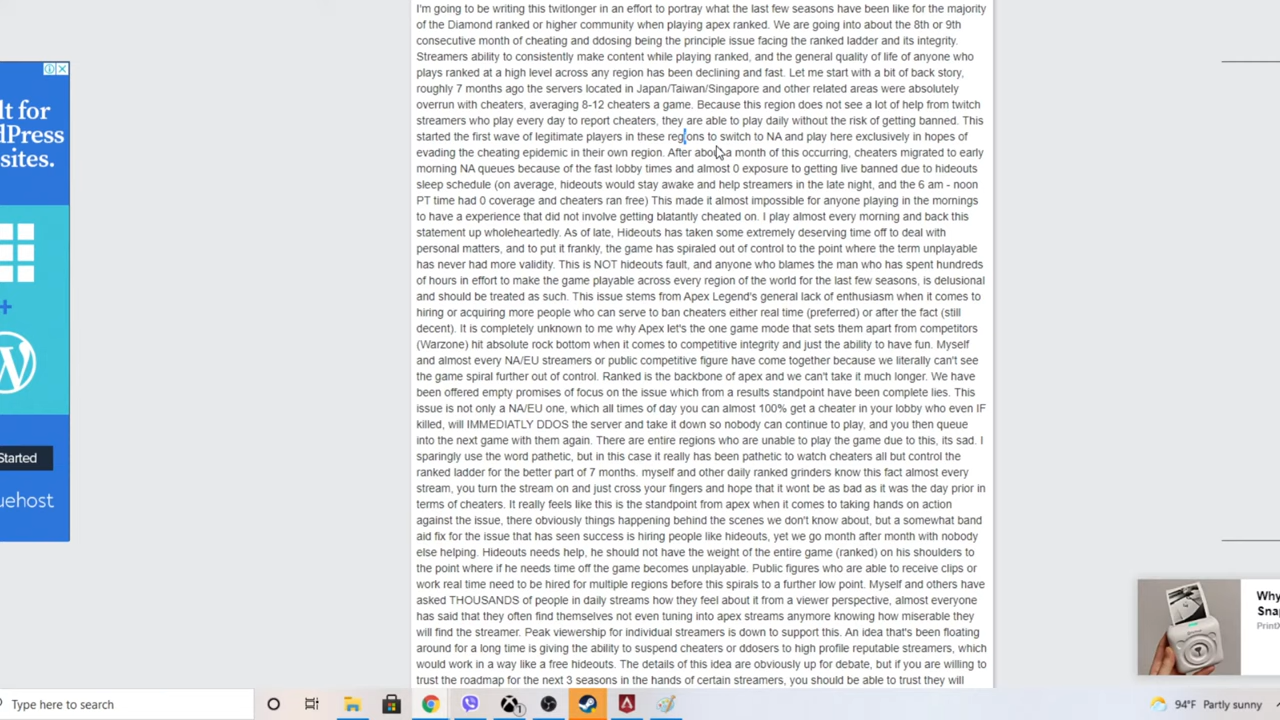 I'm going to be writing this twitlonger in an effort to portray what the last few seasons have been like for the majority
of the Diamond ranked or higher community when playing apex ranked. We are going into about the 8th or 9th
consecutive month of cheating and ddosing being the principle issue facing the ranked ladder and its integrity.
Streamers ability to consistently make content while playing ranked, and the general quality of life of anyone who
plays ranked at a high level across any region has been declining and fast. Let me start with a bit of back story,
roughly 7 months ago the servers located in Japan/Taiwan/Singapore and other related areas were absolutely
overrun with cheaters, averaging 8-12 cheaters a game. Because this region does not see a lot of help from twitch
streamers who play every day to report cheaters, they are able to play daily without the risk of getting banned. This
started the first wave of legitimate players in these regions to switch to NA and play here exclusively in hopes of
evading the cheating epidemic in their own region. After about a month of this occurring, cheaters migrated to early
morning NA queues because of the fast lobby times and almost 0 exposure to getting live banned due to hideouts
sleep schedule (on average, hideouts would stay awake and help streamers in the late night, and the 6 am - noon
PT time had 0 coverage and cheaters ran free) This made it almost impossible for anyone playing in the mornings
to have a experience that did not involve getting blatantly cheated on. I play almost every morning and back this
statement up wholeheartedly. As of late, Hideouts has taken some extremely deserving time off to deal with
personal matters, and to put it frankly, the game has spiraled out of control to the point where the term unplayable
has never had more validity. This is NOT hideouts fault, and anyone who blames the man who has spent hundreds
of hours in effort to make the game playable across every region of the world for the last few seasons, is delusional
and should be treated as such. This issue stems from Apex Legend's general lack of enthusiasm when it comes to
hiring or acquiring more people who can serve to ban cheaters either real time (preferred) or after the fact (still
decent). It is completely unknown to me why Apex let's the one game mode that sets them apart from competitors
(Warzone) hit absolute rock bottom when it comes to competitive integrity and just the ability to have fun. Myself
and almost every NA/EU streamers or public competitive figure have come together because we literally can't see
the game spiral further out of control. Ranked is the backbone of apex and we can't take it much longer. We have
been offered empty promises of focus on the issue which from a results standpoint have been complete lies. This
issue is not only a NA/EU one, which all times of day you can almost 100% get a cheater in your lobby who even IF
killed, will IMMEDIATLY DDOS the server and take it down so nobody can continue to play, and you then queue
into the next game with them again. There are entire regions who are unable to play the game due to this, its sad. I
sparingly use the word pathetic, but in this case it really has been pathetic to watch cheaters all but control the
ranked ladder for the better part of 7 months. myself and other daily ranked grinders know this fact almost every
stream, you turn the stream on and just cross your fingers and hope that it wont be as bad as it was the day prior in
terms of cheaters. It really feels like this is the standpoint from apex when it comes to taking hands on action
against the issue, there obviously things happening behind the scenes we don't know about, but a somewhat band
aid fix for the issue that has seen success is hiring people like hideouts, yet we go month after month with nobody
else helping. Hideouts needs help, he should not have the weight of the entire game (ranked) on his shoulders to
the point where if he needs time off the game becomes unplayable. Public figures who are able to receive clips or
work real time need to be hired for multiple regions before this spirals to a further low point. Myself and others have
asked THOUSANDS of people in daily streams how they feel about it from a viewer perspective, almost everyone
has said that they often find themselves not even tuning into apex streams anymore knowing how miserable they
will find the streamer. Peak viewership for individual streamers is down to support this. An idea that's been floating
around for a long time is giving the ability to suspend cheaters or ddosers to high profile reputable streamers, which
would work in a way like a free hideouts. The details of this idea are obviously up for debate, but if you are willing to
trust the roadmap for the next 3 seasons in the hands of certain streamers, you should be able to trust they will
lt for
rdPress
sites.
Started
uehost
Why
Snap
PrintD
Type here to search
1
94°F Partly sunny